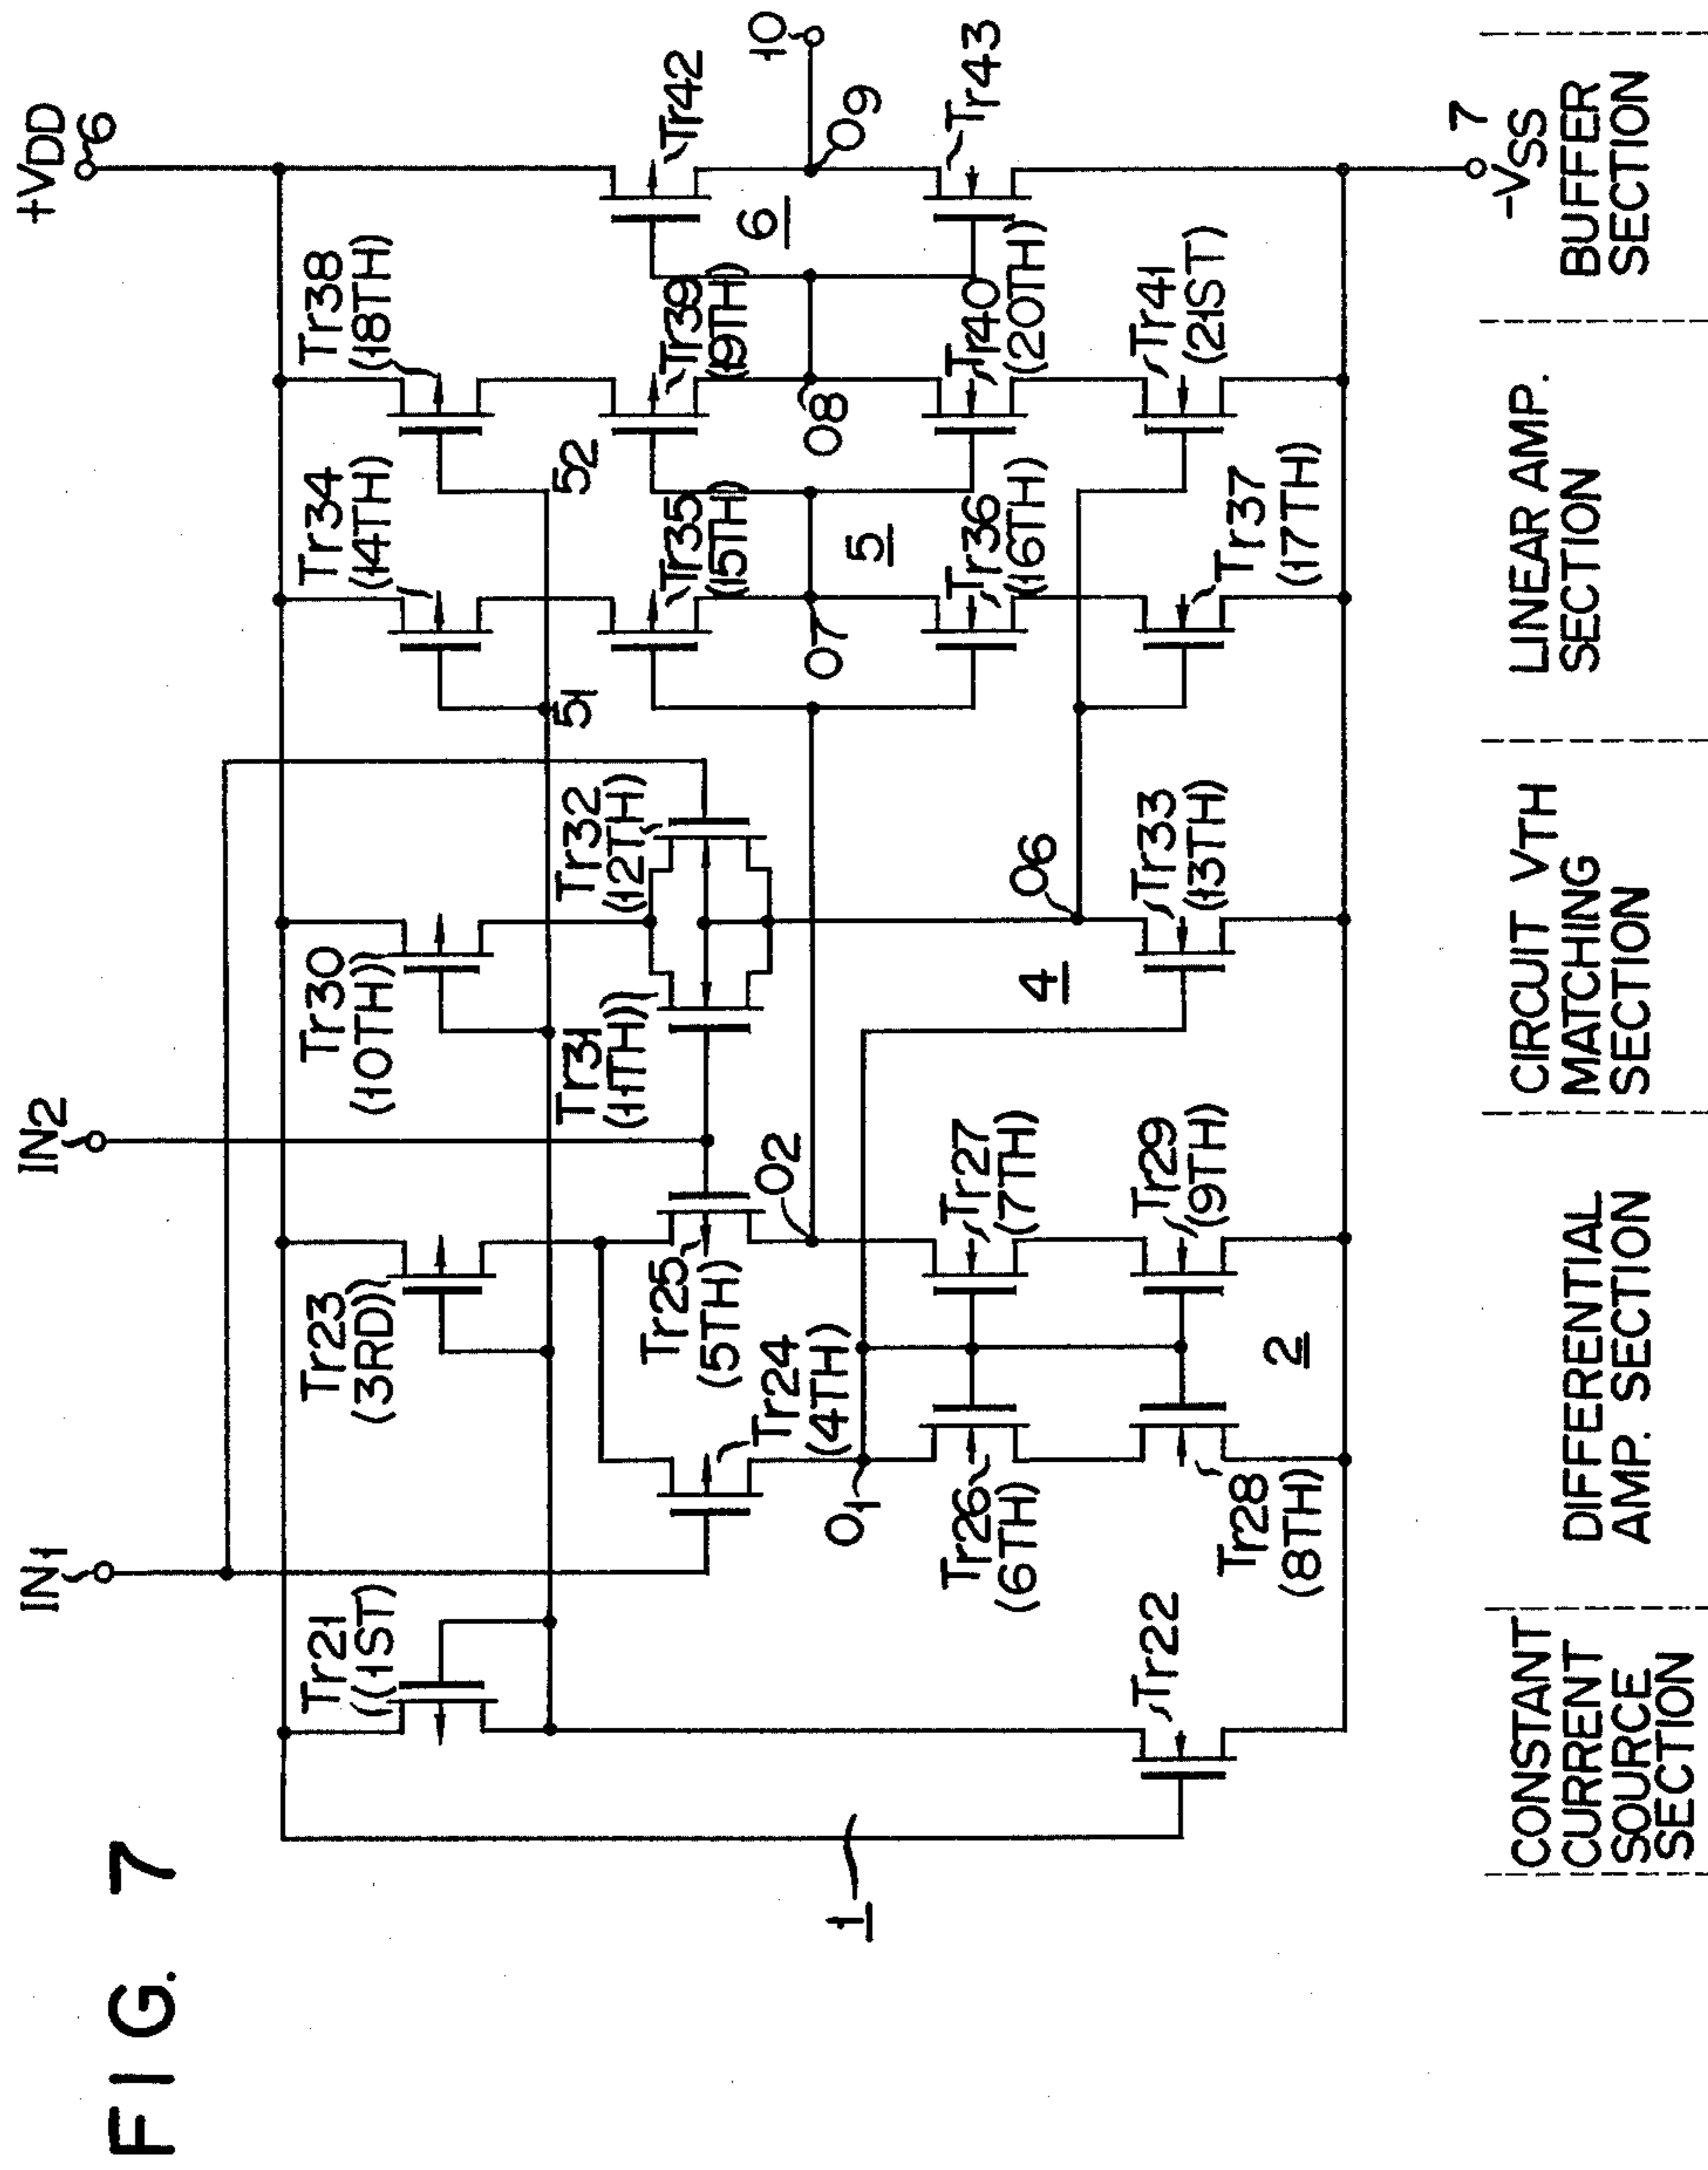 FIG. 7
IN1
IN2
+VDD
6
Tr21
(1ST)
Tr23
(3RD)
Tr30
(10TH)
Tr34
(14TH)
Tr38
(18TH)
51
52
Tr25
(5TH)
Tr24
(4TH)
Tr31
(11TH)
Tr32
(12TH)
Tr35
(15TH)
Tr39
(19TH)
Tr42
1
O1
O2
O7
O8
O9
10
5
6
Tr26
(6TH)
Tr27
(7TH)
4
O6
Tr36
(16TH)
Tr40
(20TH)
Tr43
Tr22
Tr28
(8TH)
Tr29
(9TH)
2
Tr33
(13TH)
Tr37
(17TH)
Tr41
(21ST)
7
-VSS
CONSTANT
CURRENT
SOURCE
SECTION
DIFFERENTIAL
AMP. SECTION
CIRCUIT VTH
MATCHING
SECTION
LINEAR AMP.
SECTION
BUFFER
SECTION